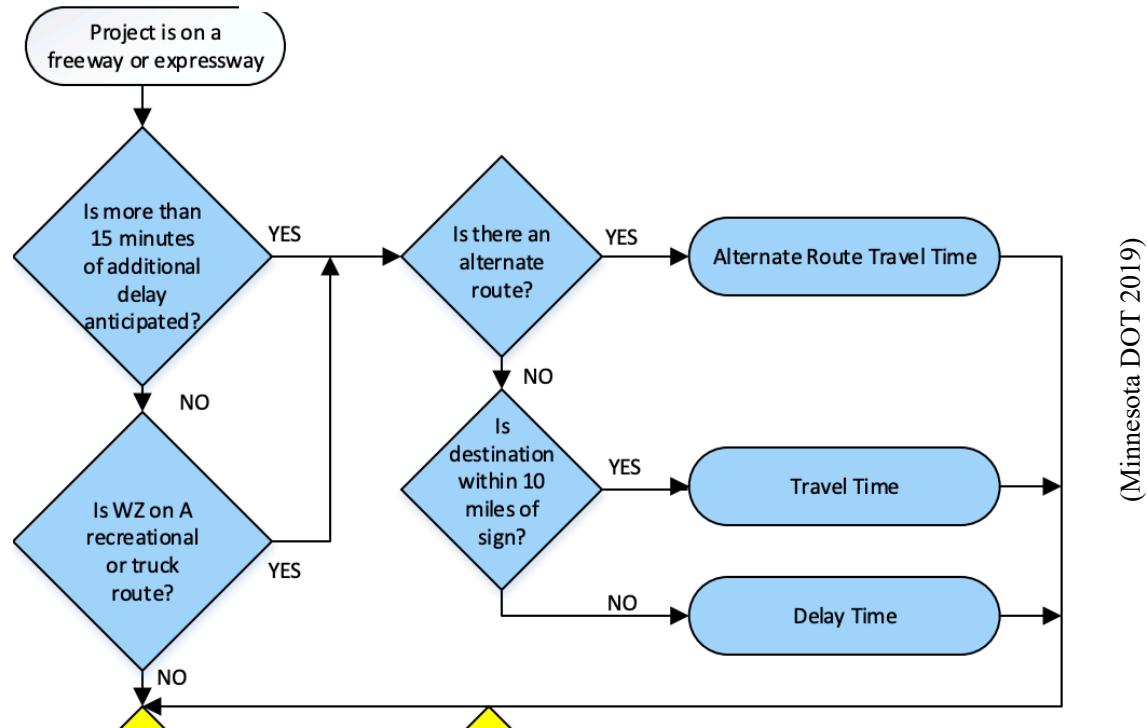 Project is on a
freeway or expressway
Is more than
15 minutes
of additional
delay
anticipated?
YES
NO
Is WZ on A
recreational
or truck
route?
YES
NO
Is there an
alternate
route?
YES
NO
Alternate Route Travel Time
Is
destination
within 10
miles of
sign?
YES
NO
Travel Time
Delay Time
(Minnesota DOT 2019)